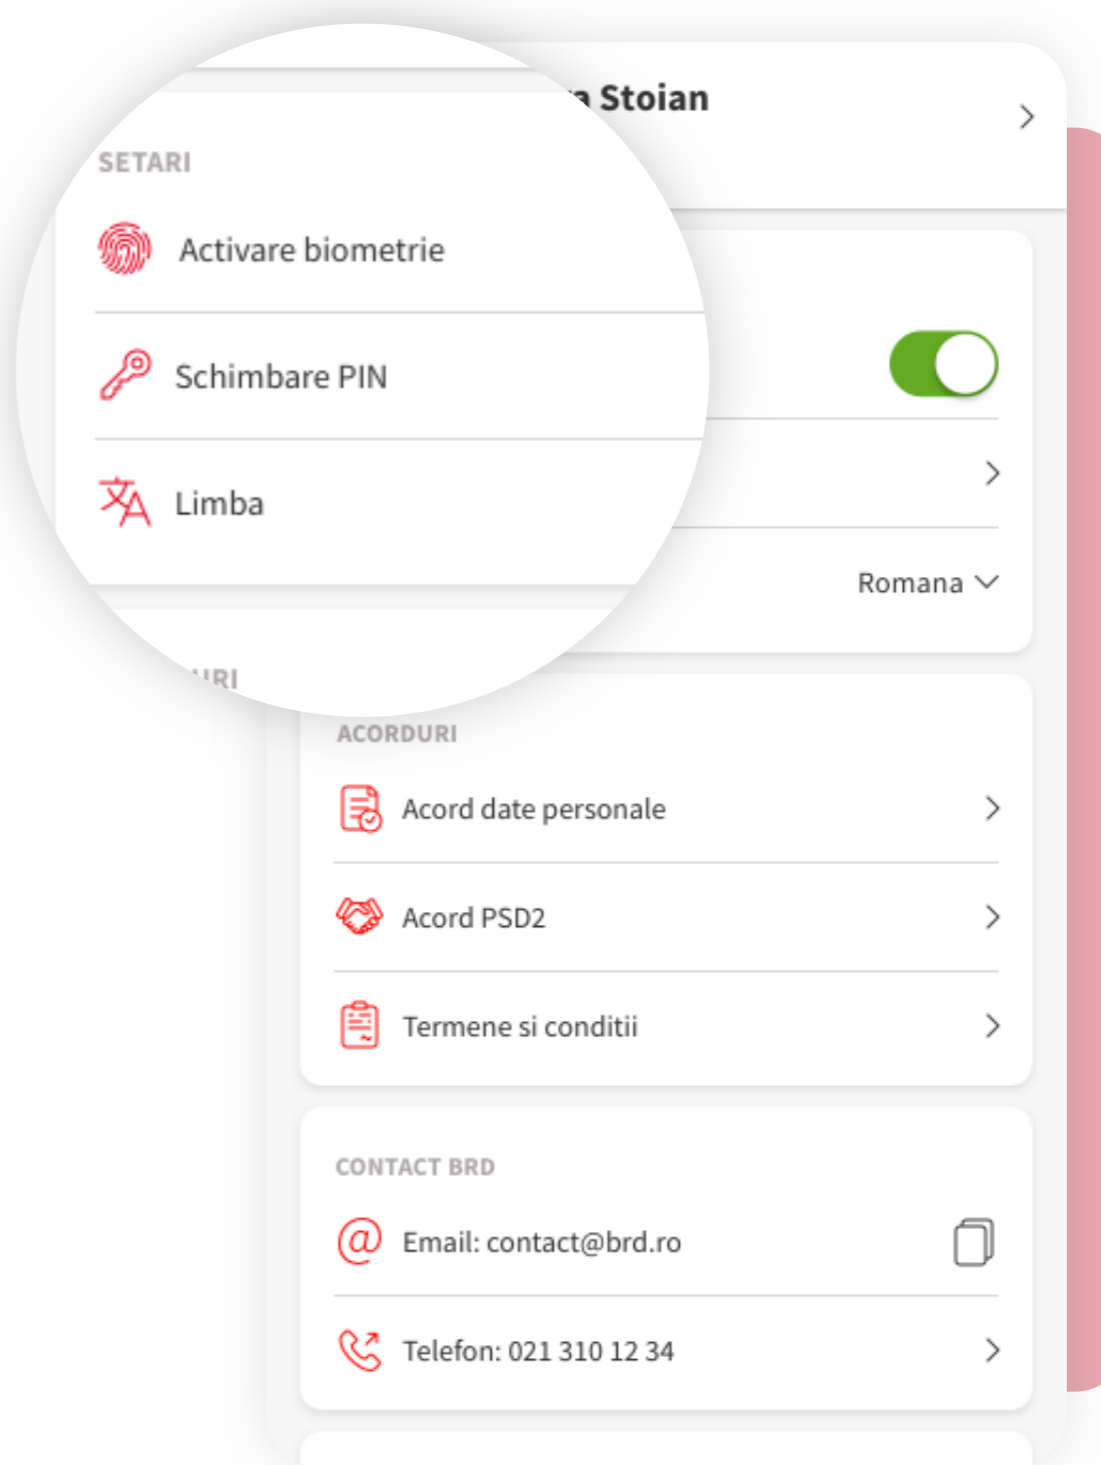 Stoian
SETARI
Activare biometrie
Schimbare PIN
Limba
Romana
ACORDURI
Acord date personale
Acord PSD2
Termene si conditii
CONTACT BRD
Email: contact@brd.ro
Telefon: 021 310 12 34